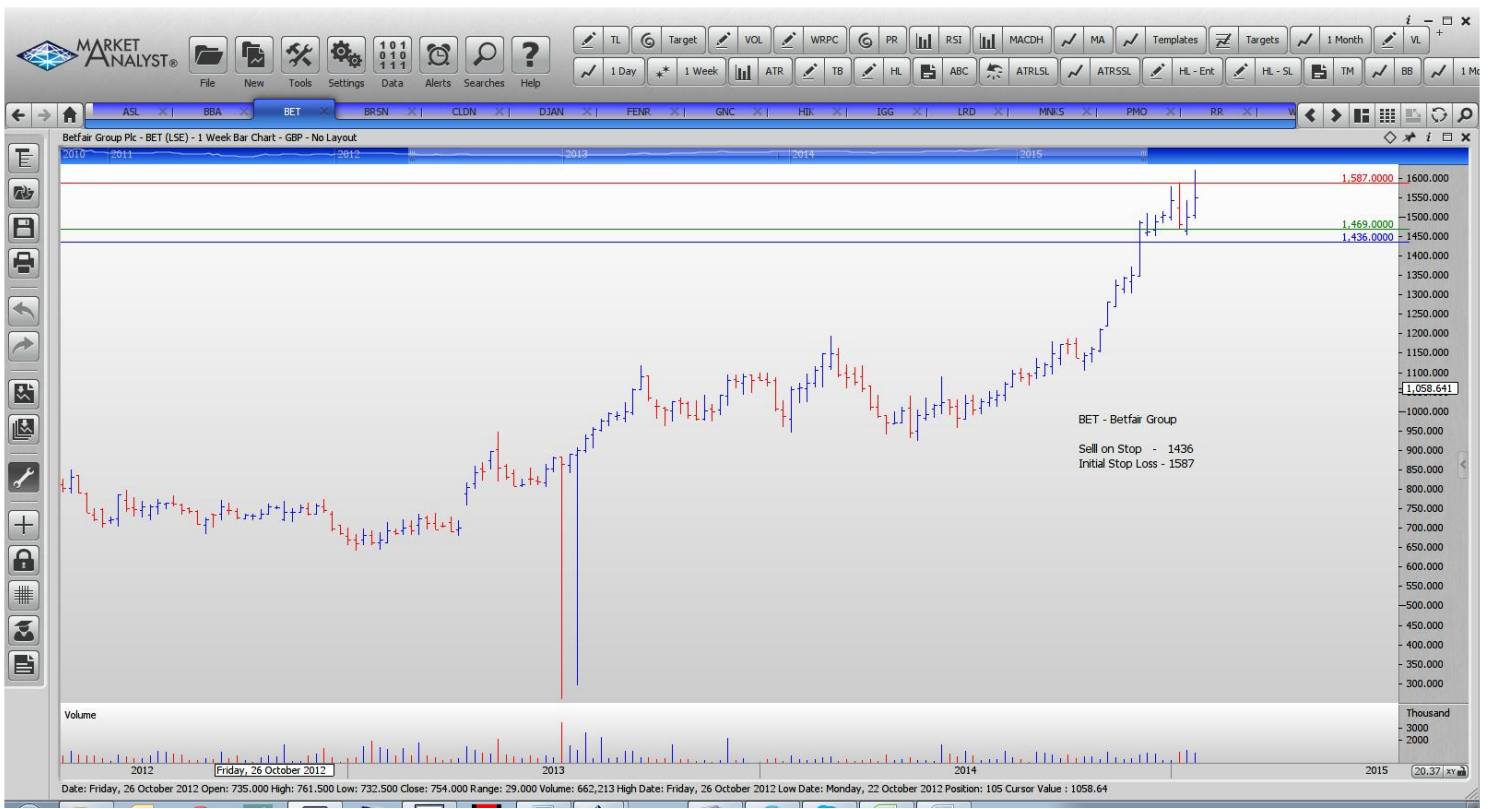 i
MARKET
ANALYST®
File New Tools Settings Data Alerts Searches Help
TL Target VOL WRPC PR RSI MACDH MA Templates Targets 1 Month VL +
1 Day 1 Week ATR TB HL ABC ATRLSL ATRSSL HL - Ent HL - SL TM BB
101
010
111
?
ASL BBA BET BRSN CLDN DJAN FENR GNC HIK IGG LRD MNKS PMO RR
Betfair Group Plc - BET (LSE) - 1 Week Bar Chart - GBP - No Layout
i
2010 2011 2012 2013 2014 2015
1,587.0000
1,469.0000
1,436.0000
1600.000
1550.000
1500.000
1450.000
1400.000
1350.000
1300.000
1250.000
1200.000
1150.000
1100.000
1,058.641
1000.000
950.000
900.000
850.000
800.000
750.000
700.000
650.000
600.000
550.000
500.000
450.000
400.000
350.000
300.000
BET - Betfair Group
Selll on Stop - 1436
Initial Stop Loss - 1587
Volume
Thousand
3000
2000
2012 Friday, 26 October 2012 2013 2014 2015 20.37 XY
Date: Friday, 26 October 2012 Open: 735.000 High: 761.500 Low: 732.500 Close: 754.000 Range: 29.000 Volume: 662,213 High Date: Friday, 26 October 2012 Low Date: Monday, 22 October 2012 Position: 105 Cursor Value : 1058.64